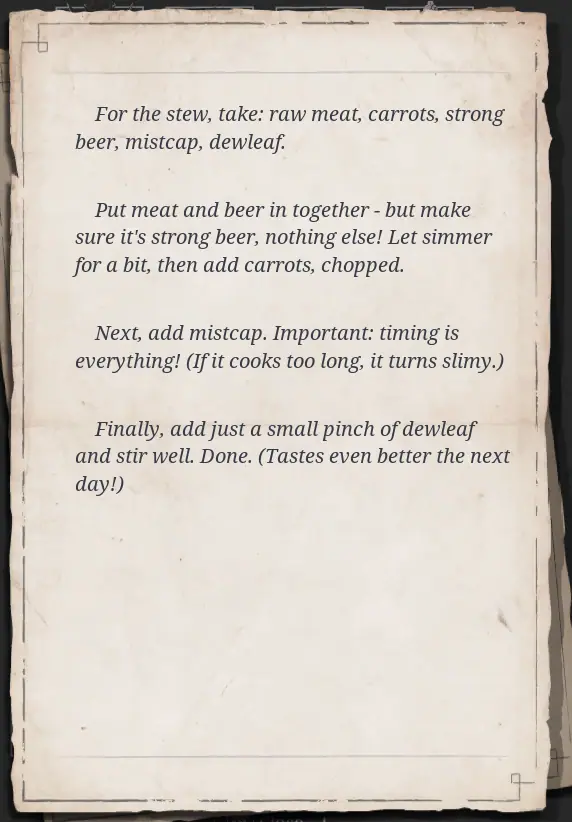 For the stew, take: raw meat, carrots, strong
beer, mistcap, dewleaf.
Put meat and beer in together - but make
sure it's strong beer, nothing else! Let simmer
for a bit, then add carrots, chopped.
Next, add mistcap. Important: timing is
everything! (If it cooks too long, it turns slimy.)
Finally, add just a small pinch of dewleaf
and stir well. Done. (Tastes even better the next
day!)